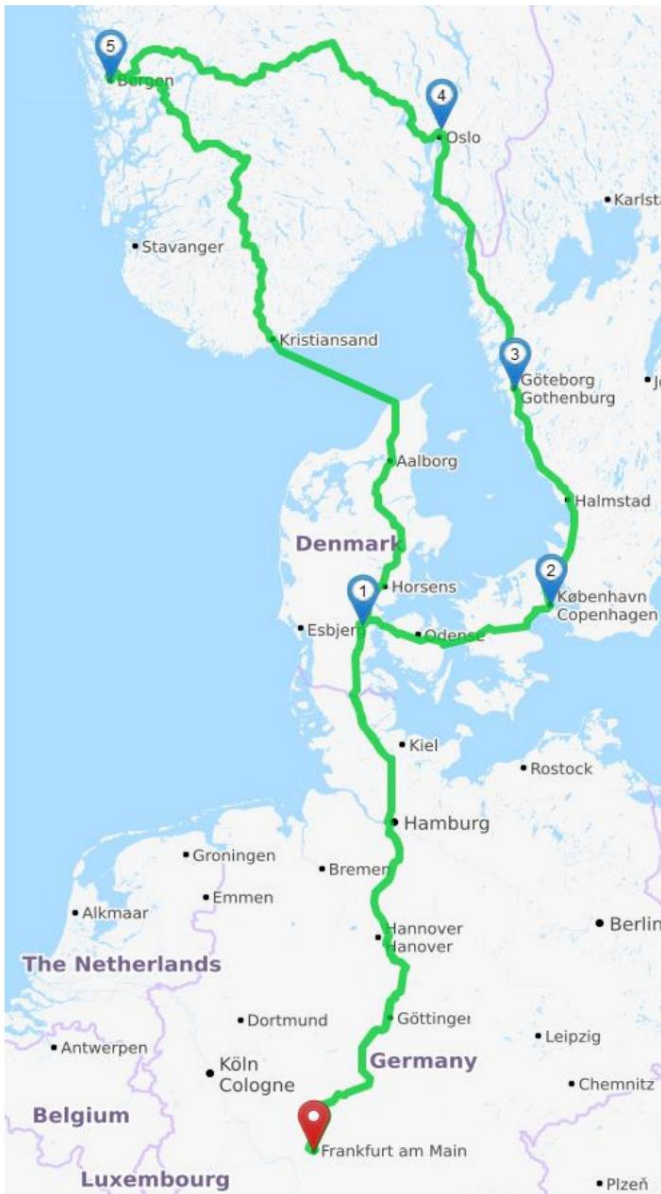 5
Bergen
4
Oslo
Karlsta
Stavanger
3
Kristiansand
Göteborg
Gothenburg
Aalborg
Halmstad
Denmark
1
Horsens
2
København
Copenhagen
Esbjerg
Odense
Kiel
Rostock
Hamburg
Groningen
Bremen
Emmen
Alkmaar
Berlin
Hannover
Hanover
The Netherlands
Dortmund
Göttingen
Leipzig
Antwerpen
Köln
Cologne
Germany
Chemnitz
Belgium
Frankfurt am Main
Luxembourg
Plzeň